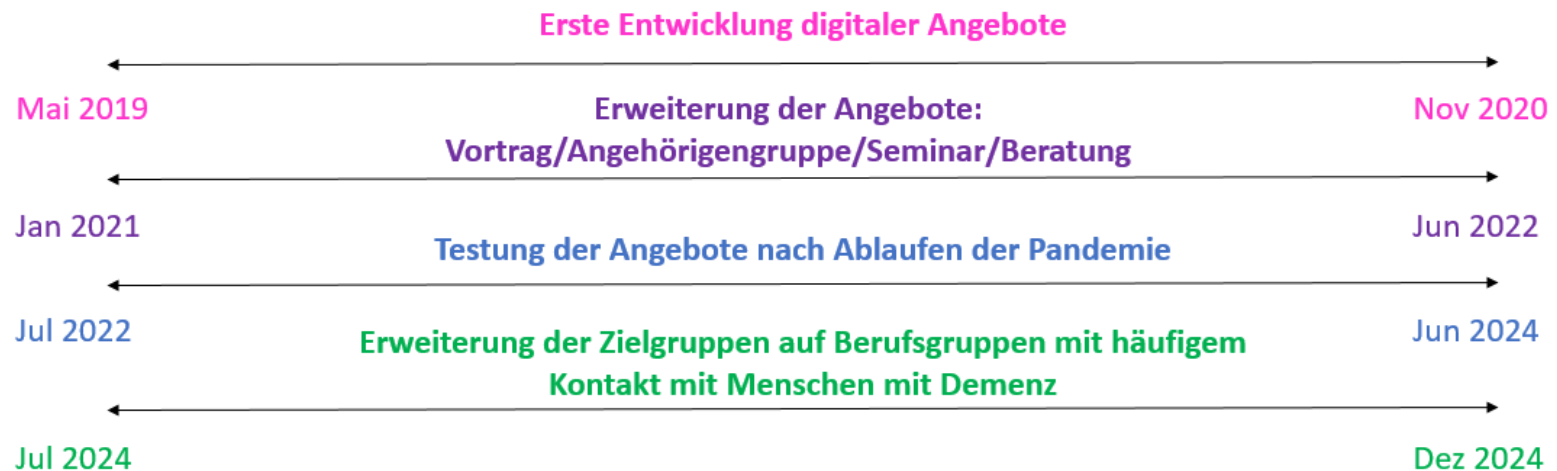 Erste Entwicklung digitaler Angebote
Mai 2019
Nov 2020
Erweiterung der Angebote:
Vortrag/Angehörigengruppe/Seminar/Beratung
Jan 2021
Jun 2022
Testung der Angebote nach Ablaufen der Pandemie
Jul 2022
Jun 2024
Erweiterung der Zielgruppen auf Berufsgruppen mit häufigem
Kontakt mit Menschen mit Demenz
Jul 2024
Dez 2024